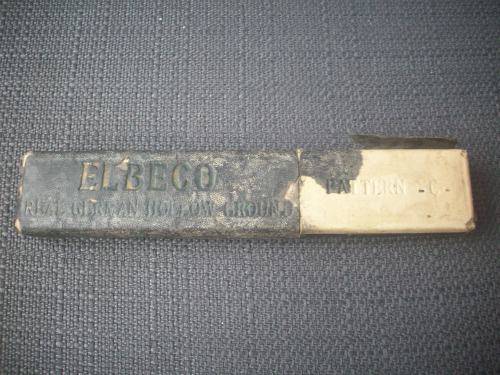 ELBECO
REAL GERMAN HOLLOW GROUND
PATTERN -C-